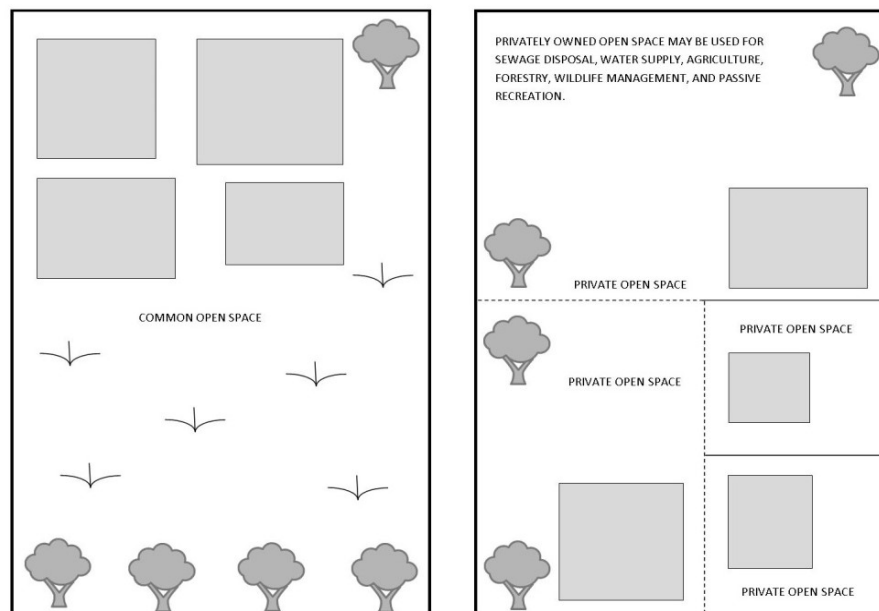 PRIVATELY OWNED OPEN SPACE MAY BE USED FOR
SEWAGE DISPOSAL, WATER SUPPLY, AGRICULTURE,
FORESTRY, WILDLIFE MANAGEMENT, AND PASSIVE
RECREATION.
PRIVATE OPEN SPACE
COMMON OPEN SPACE
PRIVATE OPEN SPACE
PRIVATE OPEN SPACE
PRIVATE OPEN SPACE